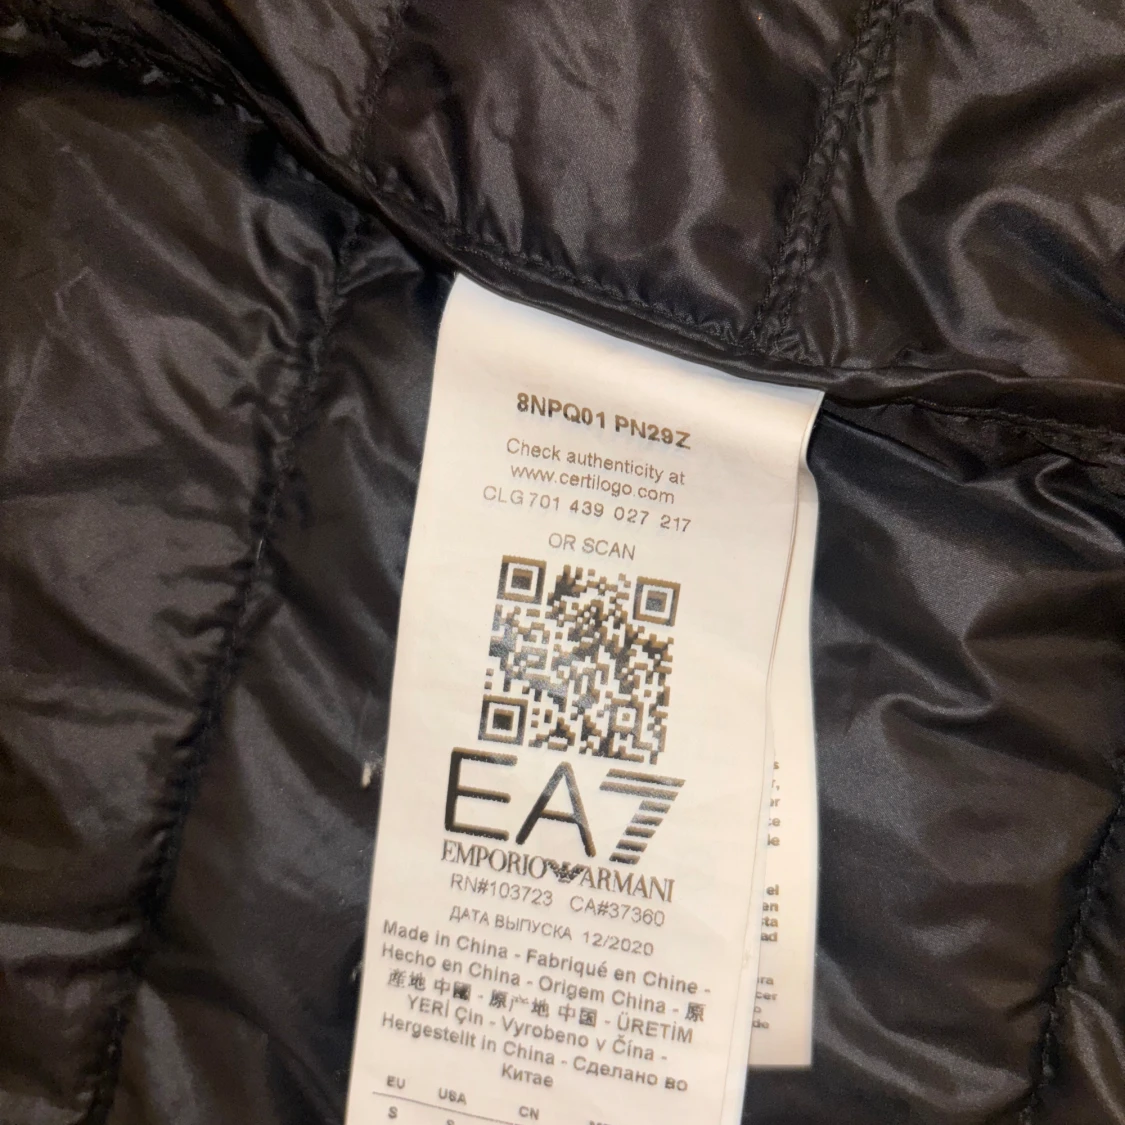 8NPQ01 PN29Z
Check authenticity at
www.certilogo.com
CLG 701 439 027 217
OR SCAN
EA7
EMPORIO ARMANI
RN#103723 CA#37360
ДАТА ВЫПУСКА 12/2020
Made in China - Fabriqué en Chine -
Hecho en China - Origem China - 原
産地 中國 - 原产地 中国 - ÜRETİM
YERİ Çin - Vyrobeno v Čína -
Hergestellt in China - Сделано во
Китае
EU USA CN
S S